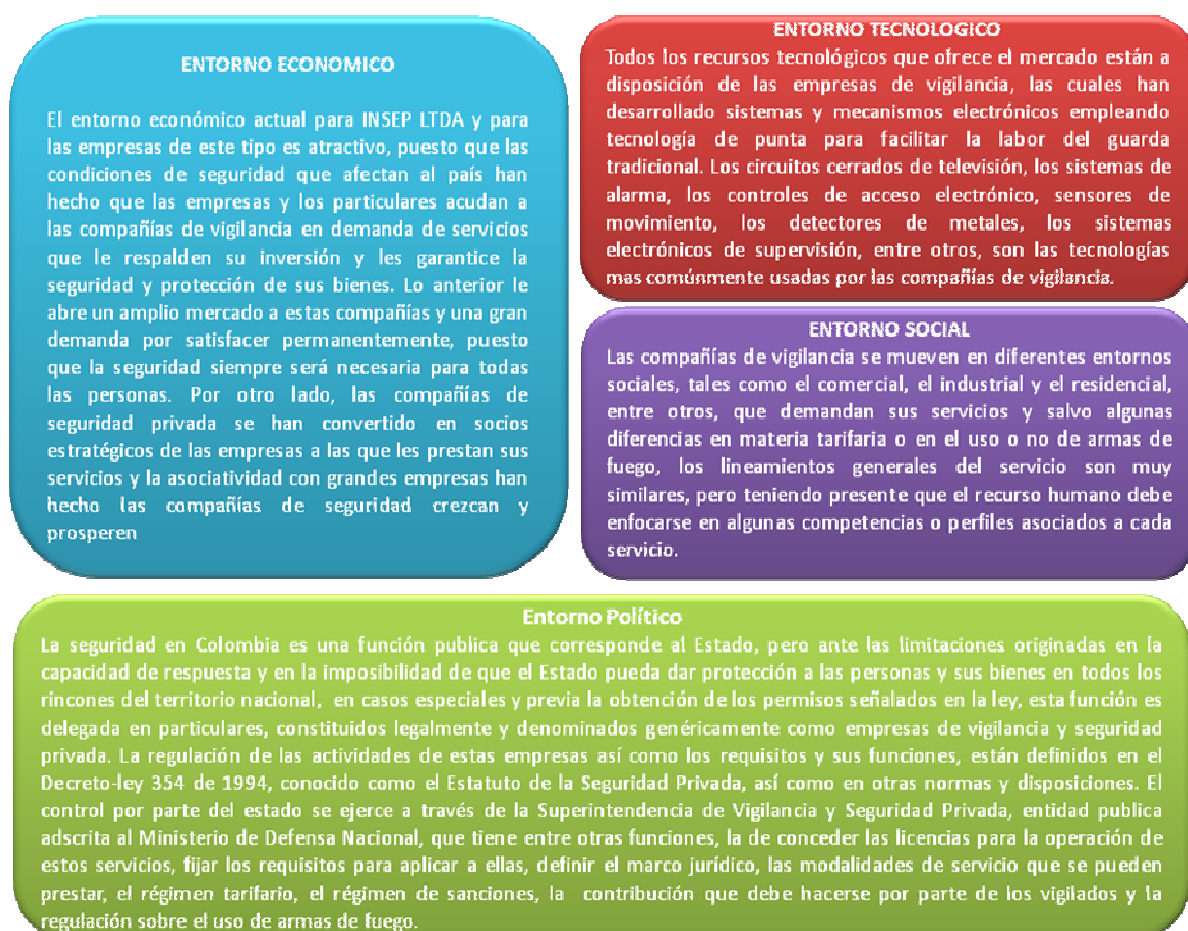 ENTORNO ECONOMICO
El entorno económico actual para INSEP LTDA y para
las empresas de este tipo es atractivo, puesto que las
condiciones de seguridad que afectan al país han
hecho que las empresas y los particulares acudan a
las compañías de vigilancia en demanda de servicios
que le respalden su inversión y les garantice la
seguridad y protección de sus bienes. Lo anterior le
abre un amplio mercado a estas compañías y una gran
demanda por satisfacer permanentemente, puesto
que la seguridad siempre será necesaria para todas
las personas. Por otro lado, las compañías de
seguridad privada se han convertido en socios
estratégicos de las empresas a las que les prestan sus
servicios y la asociatividad con grandes empresas han
hecho las compañías de seguridad crezcan y
prosperen
ENTORNO TECNOLOGICO
Todos los recursos tecnológicos que ofrece el mercado están a
disposición de las empresas de vigilancia, las cuales han
desarrollado sistemas y mecanismos electrónicos empleando
tecnología de punta para facilitar la labor del guarda
tradicional. Los circuitos cerrados de televisión, los sistemas de
alarma, los controles de acceso electrónico, sensores de
movimiento, los detectores de metales, los sistemas
electrónicos de supervisión, entre otros, son las tecnologías
mas comúnmente usadas por las compañías de vigilancia.
ENTORNO SOCIAL
Las compañías de vigilancia se mueven en diferentes entornos
sociales, tales como el comercial, el industrial y el residencial,
entre otros, que demandan sus servicios y salvo algunas
diferencias en materia tarifaria o en el uso o no de armas de
fuego, los lineamientos generales del servicio son muy
similares, pero teniendo presente que el recurso humano debe
enfocarse en algunas competencias o perfiles asociados a cada
servicio.
Entorno Político
La seguridad en Colombia es una función publica que corresponde al Estado, pero ante las limitaciones originadas en la
capacidad de respuesta y en la imposibilidad de que el Estado pueda dar protección a las personas y sus bienes en todos los
rincones del territorio nacional, en casos especiales y previa la obtención de los permisos señalados en la ley, esta función es
delegada en particulares, constituidos legalmente y denominados genéricamente como empresas de vigilancia y seguridad
privada. La regulación de las actividades de estas empresas así como los requisitos y sus funciones, están definidos en el
Decreto-ley 354 de 1994, conocido como el Estatuto de la Seguridad Privada, así como en otras normas y disposiciones. El
control por parte del estado se ejerce a través de la Superintendencia de Vigilancia y Seguridad Privada, entidad publica
adscrita al Ministerio de Defensa Nacional, que tiene entre otras funciones, la de conceder las licencias para la operación de
estos servicios, fijar los requisitos para aplicar a ellas, definir el marco jurídico, las modalidades de servicio que se pueden
prestar, el régimen tarifario, el régimen de sanciones, la contribución que debe hacerse por parte de los vigilados y la
regulación sobre el uso de armas de fuego.